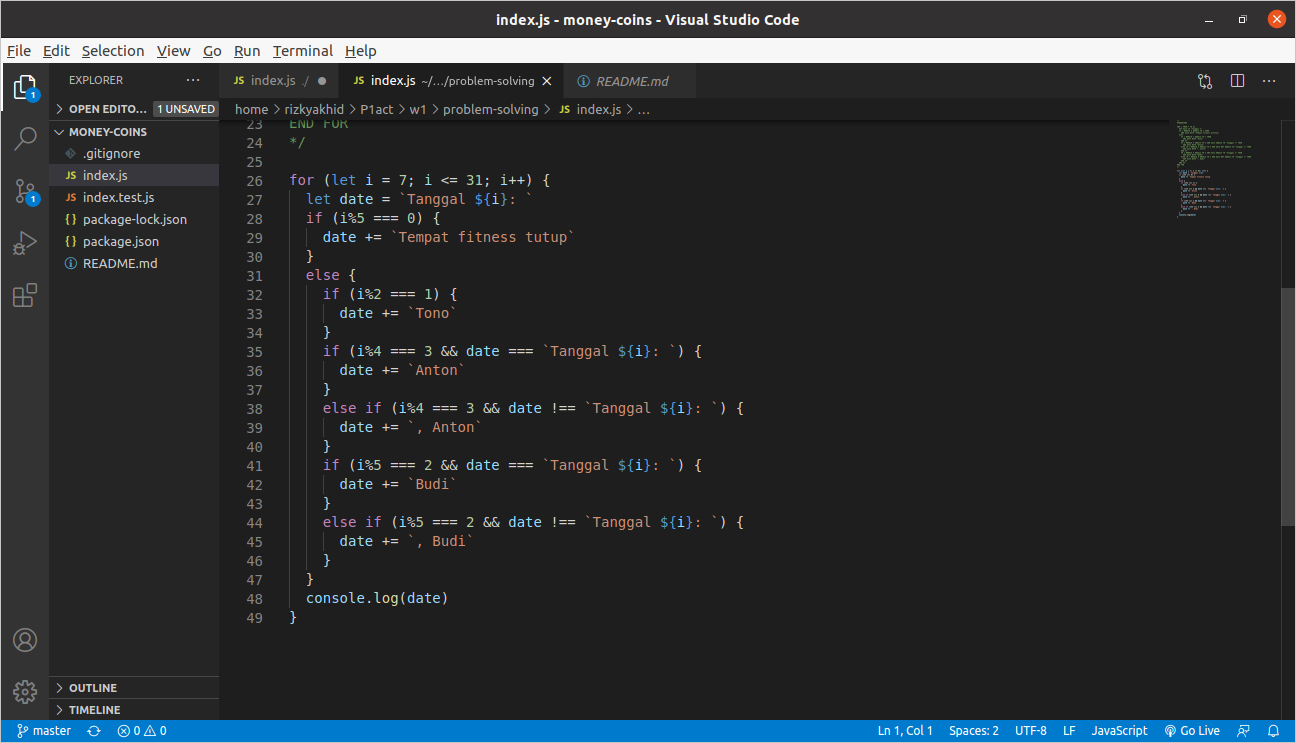 index.js - money-coins - Visual Studio Code
File Edit Selection View Go Run Terminal Help
EXPLORER ···
JS index.js ./ ●
JS index.js ~/.../problem-solving ×
README.md
OPEN EDITO... 1 UNSAVED
home > rizkyakhid > P1act > w1 > problem-solving > JS index.js > ...
MONEY-COINS
.gitignore
JS index.js
JS index.test.js
{} package-lock.json
{} package.json
README.md
1
1
23 END FOR
24 */
25
26 for (let i = 7; i <= 31; i++) {
27   let date = `Tanggal ${i}: `
28   if (i%5 === 0) {
29     date += `Tempat fitness tutup`
30   }
31   else {
32     if (i%2 === 1) {
33       date += `Tono`
34     }
35     if (i%4 === 3 && date === `Tanggal ${i}: `) {
36       date += `Anton`
37     }
38     else if (i%4 === 3 && date !== `Tanggal ${i}: `) {
39       date += `, Anton`
40     }
41     if (i%5 === 2 && date === `Tanggal ${i}: `) {
42       date += `Budi`
43     }
44     else if (i%5 === 2 && date !== `Tanggal ${i}: `) {
45       date += `, Budi`
46     }
47   }
48   console.log(date)
49 }
OUTLINE
TIMELINE
master 0 0 Ln 1, Col 1 Spaces: 2 UTF-8 LF JavaScript Go Live